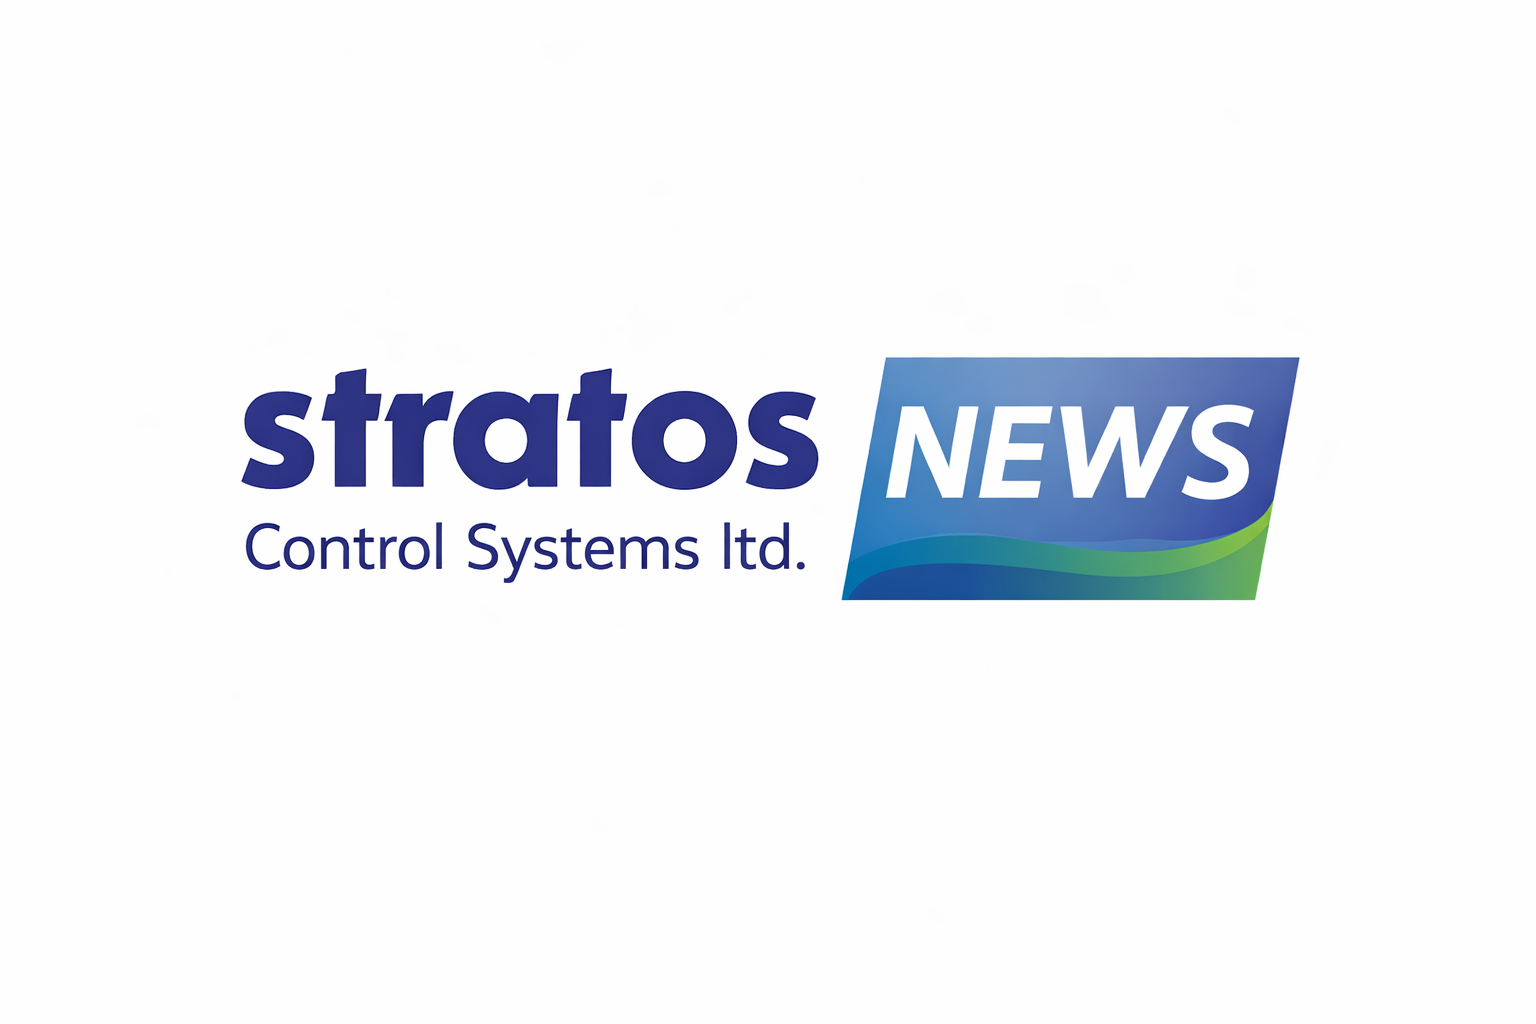 stratos
Control Systems ltd.
NEWS